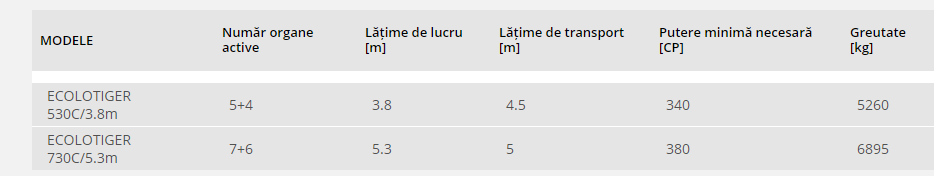 MODELE
Număr organe active
Lățime de lucru [m]
Lățime de transport [m]
Putere minimă necesară [CP]
Greutate [kg]
ECOLOTIGER 530C/3.8m
5+4
3.8
4.5
340
5260
ECOLOTIGER 730C/5.3m
7+6
5.3
5
380
6895